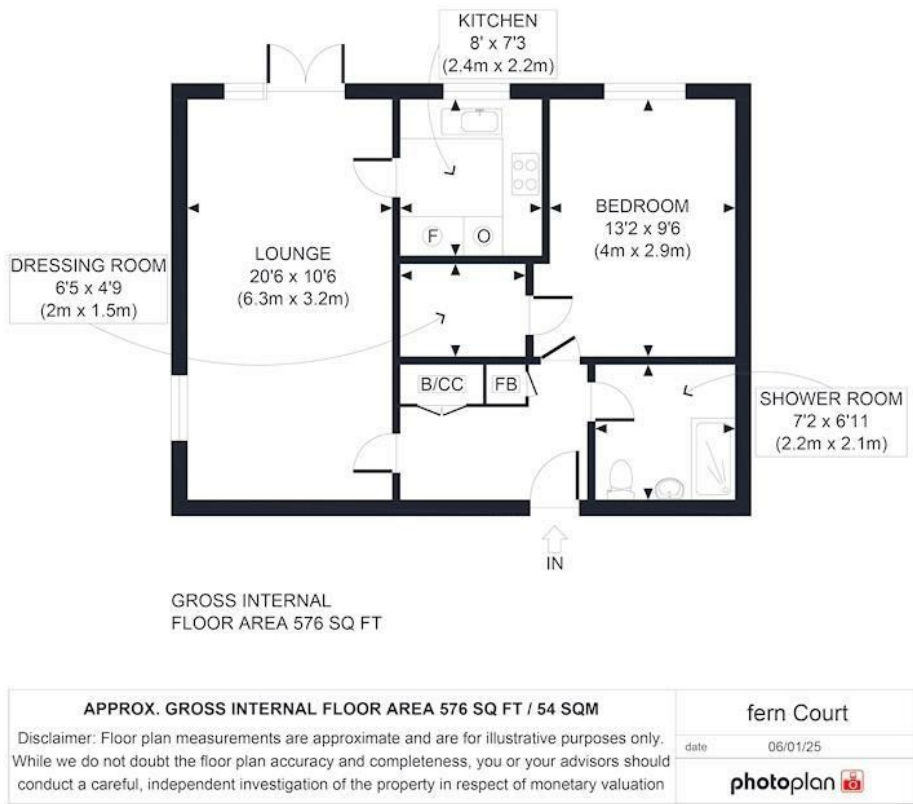 KITCHEN
8' x 7'3
(2.4m x 2.2m)
BEDROOM
13'2 x 9'6
(4m x 2.9m)
LOUNGE
20'6 x 10'6
(6.3m x 3.2m)
DRESSING ROOM
6'5 x 4'9
(2m x 1.5m)
F
O
B/CC
FB
SHOWER ROOM
7'2 x 6'11
(2.2m x 2.1m)
IN
GROSS INTERNAL
FLOOR AREA 576 SQ FT
APPROX. GROSS INTERNAL FLOOR AREA 576 SQ FT / 54 SQM
Disclaimer: Floor plan measurements are approximate and are for illustrative purposes only.
While we do not doubt the floor plan accuracy and completeness, you or your advisors should
conduct a careful, independent investigation of the property in respect of monetary valuation
fern Court
date 06/01/25
photoplan